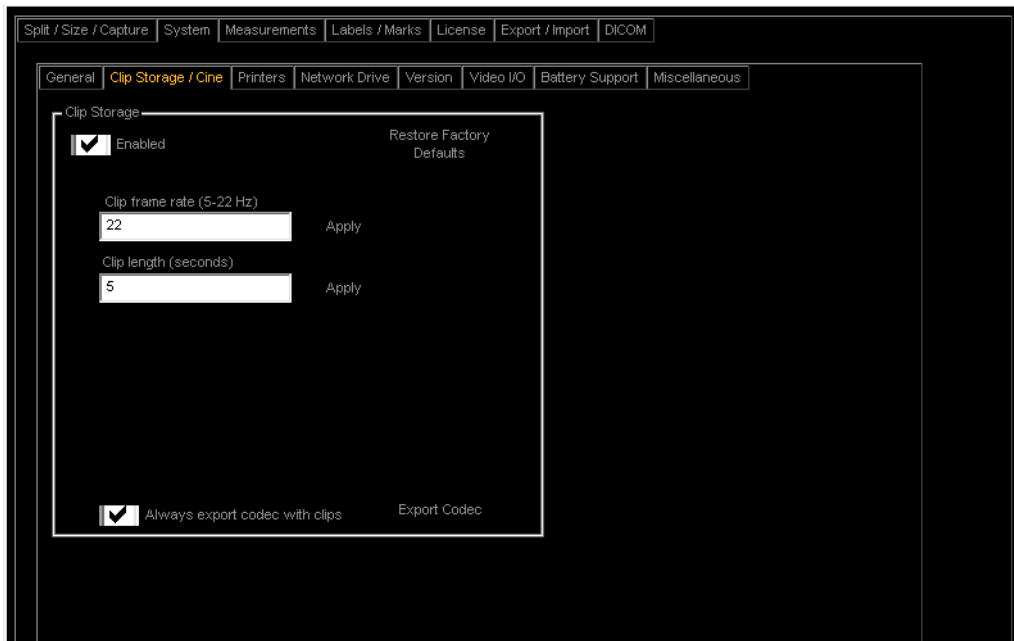 Split / Size / Capture System Measurements Labels / Marks License Export / Import DICOM
General Clip Storage / Cine Printers Network Drive Version Video I/O Battery Support Miscellaneous
Clip Storage
Enabled
Restore Factory
Defaults
Clip frame rate (5-22 Hz)
22
Apply
Clip length (seconds)
5
Apply
Always export codec with clips
Export Codec